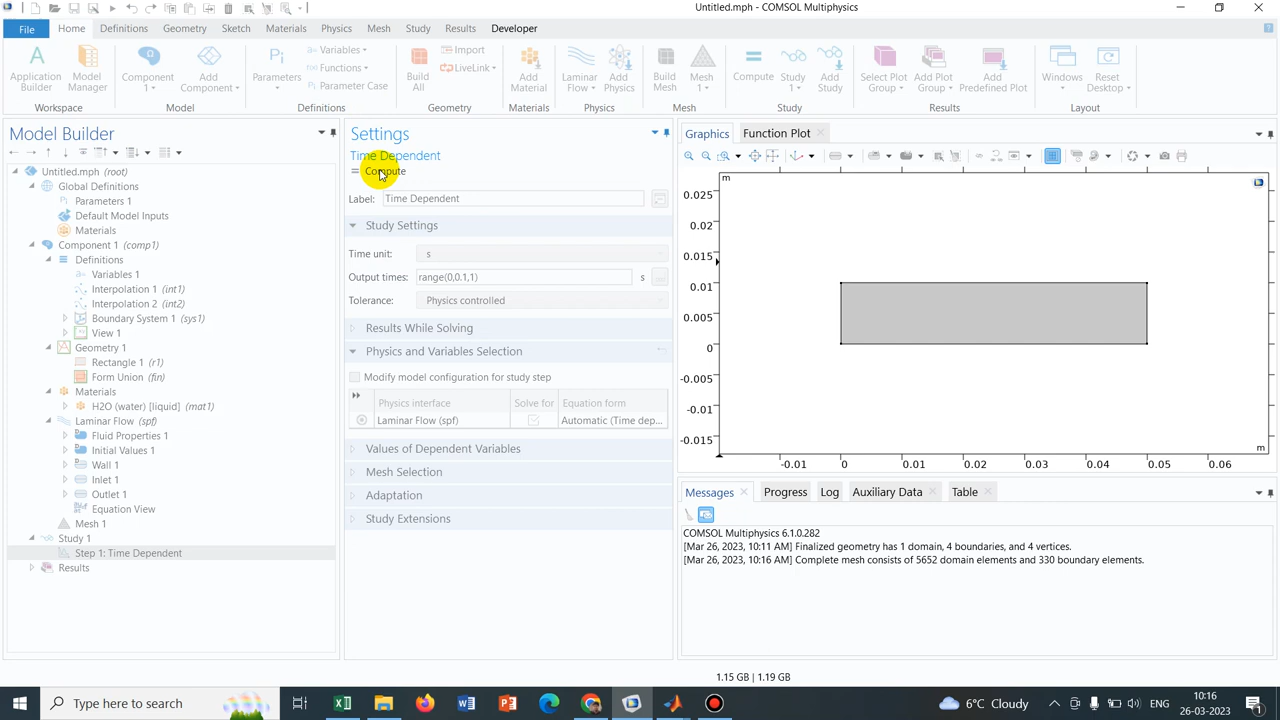 Untitled.mph - COMSOL Multiphysics
File
Home
Definitions
Geometry
Sketch
Materials
Physics
Mesh
Study
Results
Developer
Application Builder
Model Manager
Component 1
Add Component
Parameters
Variables
Functions
Parameter Case
Build All
Import
LiveLink
Add Material
Laminar Flow
Add Physics
Build Mesh
Mesh 1
Compute
Study 1
Add Study
Select Plot Group
Add Plot Group
Add Predefined Plot
Windows
Reset Desktop
Workspace
Model
Definitions
Geometry
Materials
Physics
Mesh
Study
Results
Layout
Model Builder
Untitled.mph (root)
Global Definitions
Parameters 1
Default Model Inputs
Materials
Component 1 (comp1)
Definitions
Variables 1
Interpolation 1 (int1)
Interpolation 2 (int2)
Boundary System 1 (sys1)
View 1
Geometry 1
Rectangle 1 (r1)
Form Union (fin)
Materials
H2O (water) [liquid] (mat1)
Laminar Flow (spf)
Fluid Properties 1
Initial Values 1
Wall 1
Inlet 1
Outlet 1
Equation View
Mesh 1
Study 1
Step 1: Time Dependent
Results
Settings
Time Dependent
= Compute
Label: Time Dependent
Study Settings
Time unit: s
Output times: range(0,0.1,1) s
Tolerance: Physics controlled
Results While Solving
Physics and Variables Selection
Modify model configuration for study step
Physics interface
Solve for
Equation form
Laminar Flow (spf)
Automatic (Time dep...
Values of Dependent Variables
Mesh Selection
Adaptation
Study Extensions
Graphics
Function Plot
m
0.025
0.02
0.015
0.01
0.005
0
-0.005
-0.01
-0.015
m
-0.01
0
0.01
0.02
0.03
0.04
0.05
0.06
Messages
Progress
Log
Auxiliary Data
Table
COMSOL Multiphysics 6.1.0.282
[Mar 26, 2023, 10:11 AM] Finalized geometry has 1 domain, 4 boundaries, and 4 vertices.
[Mar 26, 2023, 10:16 AM] Complete mesh consists of 5652 domain elements and 330 boundary elements.
1.15 GB | 1.19 GB
Type here to search
6°C Cloudy
ENG
10:16
26-03-2023